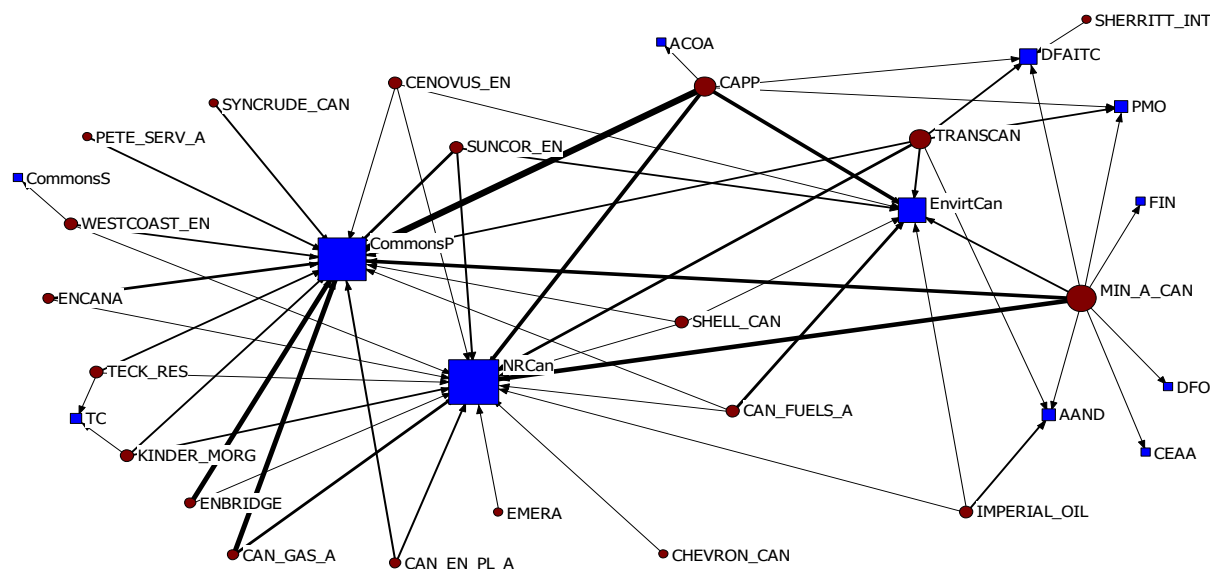 SHERRITT_INT
ACOA
DFAITC
CENOVUS_EN
CAPP
SYNCRUDE_CAN
PMO
PETE_SERV_A
TRANSCAN
SUNCOR_EN
CommonsS
FIN
EnvirtCan
WESTCOAST_EN
CommonsP
MIN_A_CAN
ENCANA
SHELL_CAN
NRCan
TECK_RES
DFO
CAN_FUELS_A
AAND
TC
CEAA
KINDER_MORG
ENBRIDGE
EMERA
IMPERIAL_OIL
CAN_GAS_A
CHEVRON_CAN
CAN_EN_PL_A